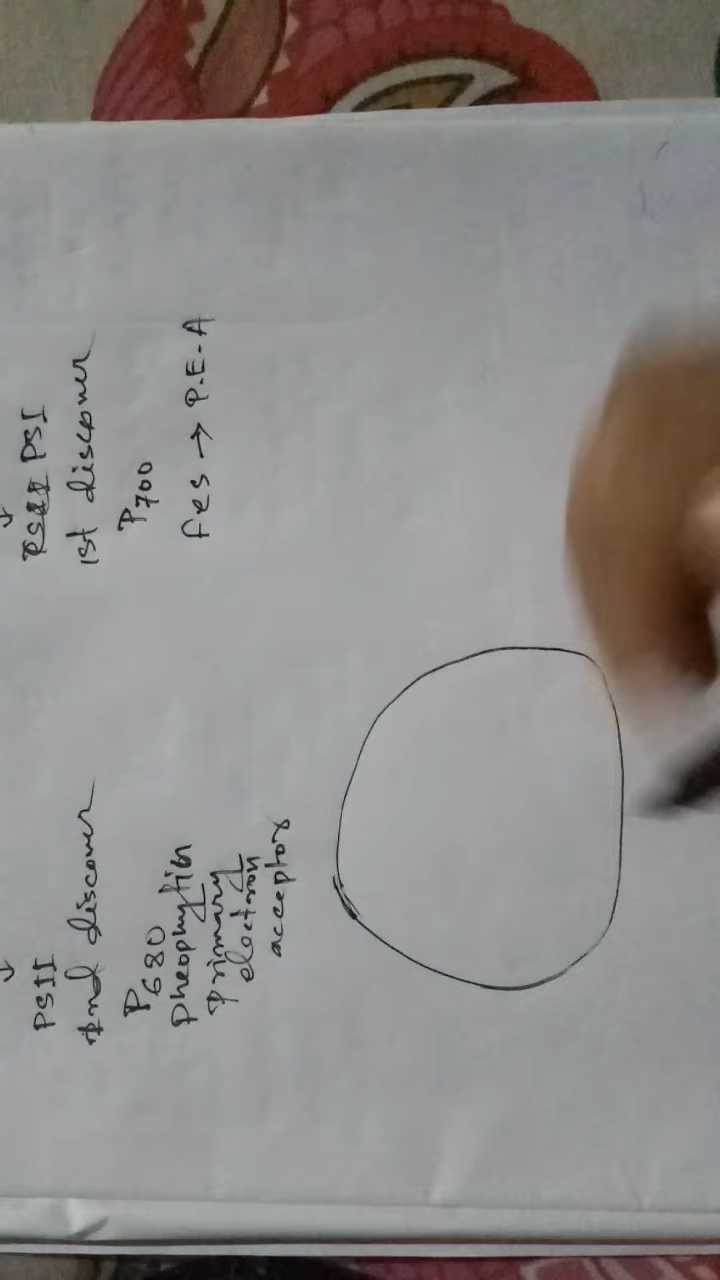 ↓
PSII
2nd discover
P680
pheophytin
primary
electron
acceptor
↓
PSI
1st discover
P700
fes → P.E.A